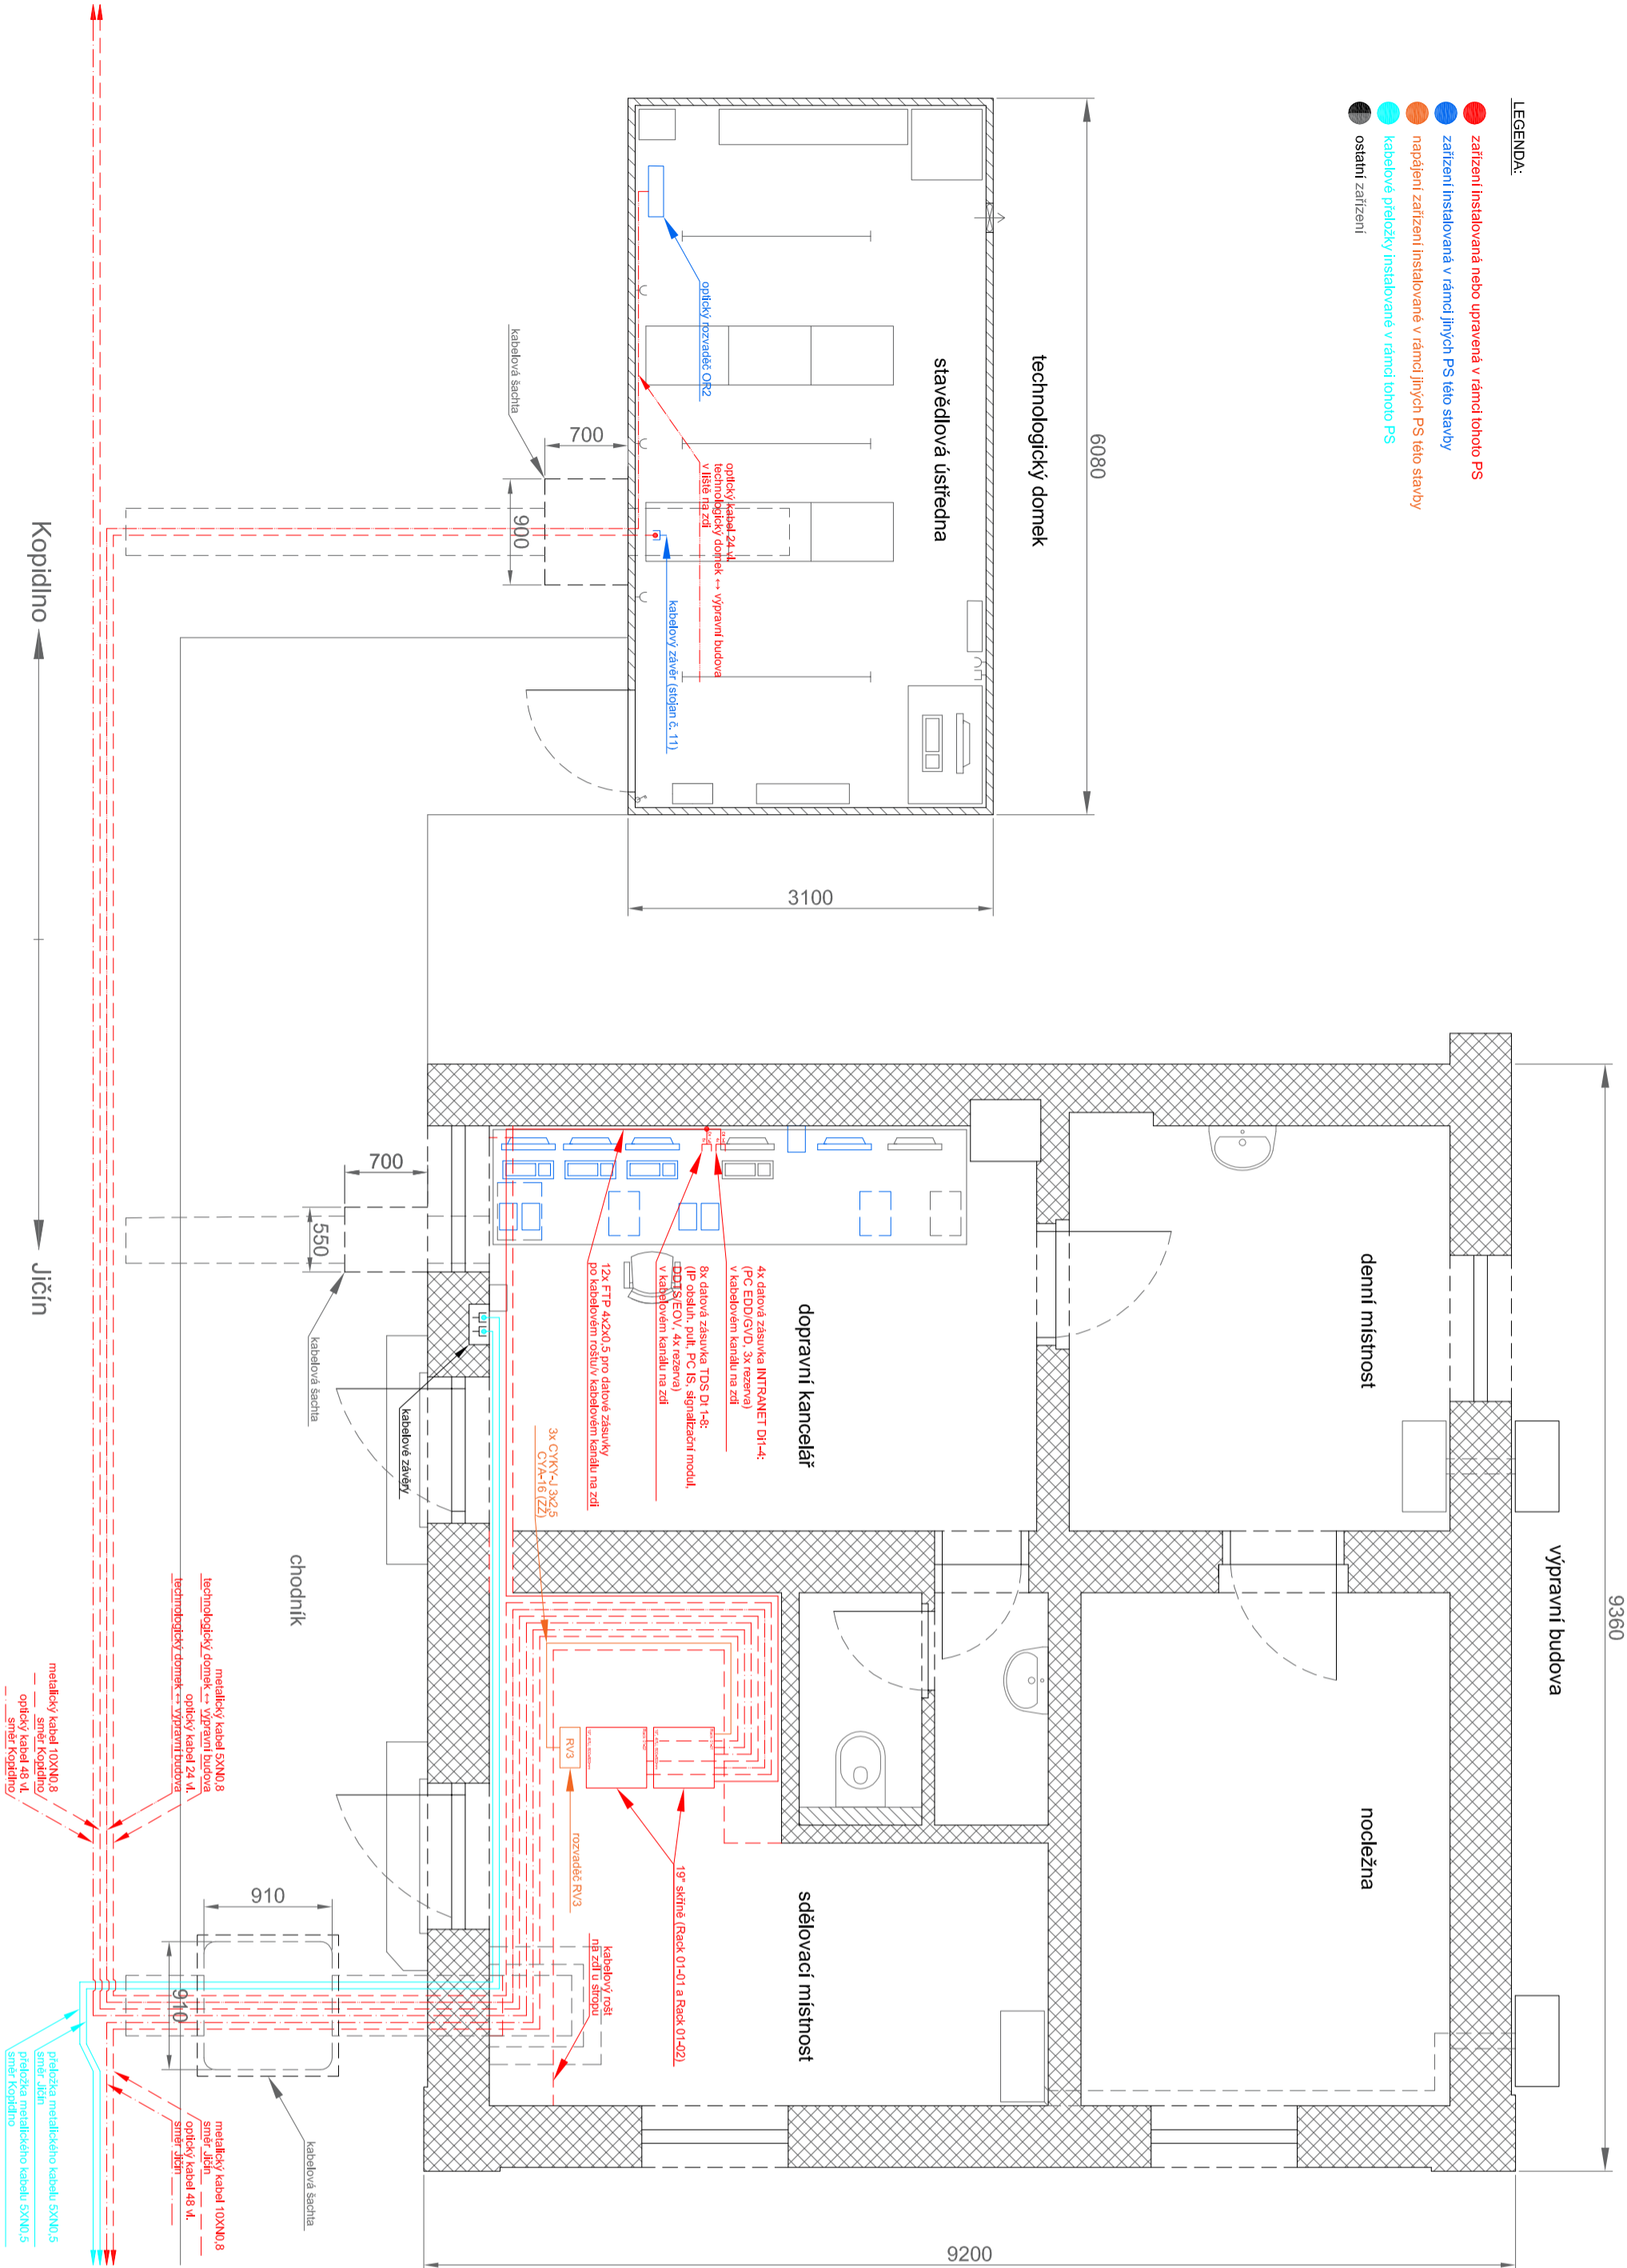 LEGENDA:
zařízení instalovaná nebo upravená v rámci tohoto PS
zařízení instalovaná v rámci jiných PS této stavby
napájení zařízení instalované v rámci jiných PS této stavby
kabelové přeložky instalované v rámci tohoto PS
ostatní zařízení
technologický domek
stavědlová ústředna
6080
3100
optický rozvaděč OR2
optický kabel 24 vl.
technologický domek ↔ výpravní budova
v liště na zdi
kabelový závěr (stojan č. 11)
kabelová šachta
700
900
výpravní budova
9360
9200
denní místnost
nocležna
dopravní kancelář
sdělovací místnost
4x datová zásuvka INTRANET Di1-4:
(PC EDD/GVD, 3x rezerva)
v kabelovém kanálu na zdi
8x datová zásuvka TDS Dt 1-8:
(IP obsluh. pult, PC IS, signalizační modul,
DDTS/EOV, 4x rezerva)
v kabelovém kanálu na zdi
12x FTP 4x2x0,5 pro datové zásuvky
po kabelovém roštu/v kabelovém kanálu na zdi
3x CYKY-J 3x2,5
CYA-16 (ZŽ)
RV3
rozvaděč RV3
19" skříně (Rack 01-01 a Rack 01-02)
kabelový rošt
na zdi u stropu
700
550
kabelová šachta
kabelové závěry
chodník
910
910
kabelová šachta
metalický kabel 5XN0,8
technologický domek ↔ výpravní budova
optický kabel 24 vl.
technologický domek ↔ výpravní budova
metalický kabel 10XN0,8
směr Kopidlno
optický kabel 48 vl.
směr Kopidlno
metalický kabel 10XN0,8
směr Jičín
optický kabel 48 vl.
směr Jičín
přeložka metalického kabelu 5XN0,5
směr Jičín
přeložka metalického kabelu 5XN0,5
směr Kopidlno
Kopidlno
Jičín